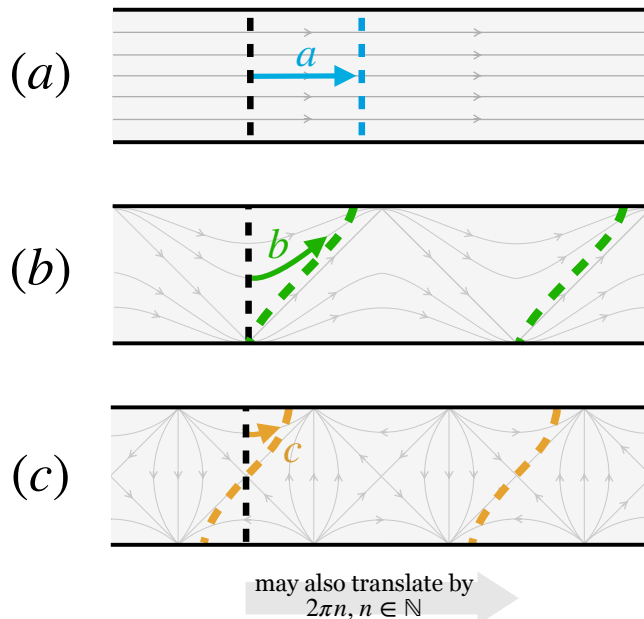 (a)
a
(b)
b
(c)
c
may also translate by
2πn, n ∈ ℕ